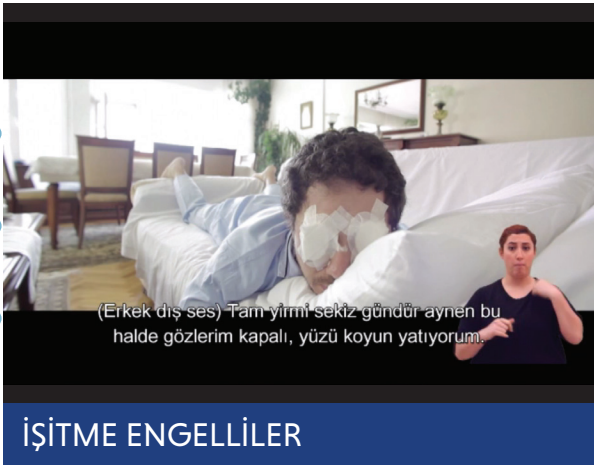 (Erkek dış ses) Tam yirmi sekiz gündür aynen bu
halde gözlerim kapalı, yüzü koyun yatıyorum.
İŞİTME ENGELLİLER